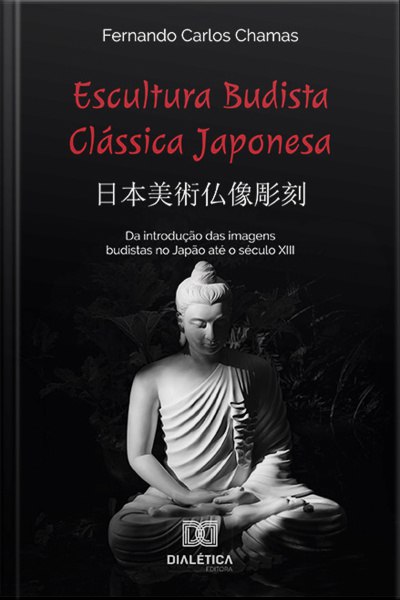 Fernando Carlos Chamas
Escultura Budista
Clássica Japonesa
日本美術仏像彫刻
Da introdução das imagens
budistas no Japão até o século XIII
DIALÉTICA
EDITORA